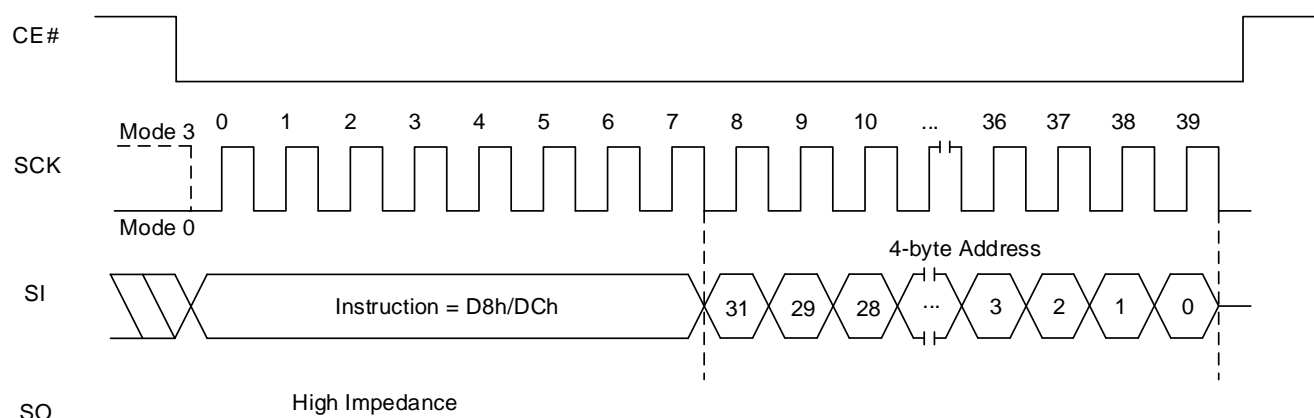 CE#
0 1 2 3 4 5 6 7 8 9 10 ... 36 37 38 39
Mode 3
SCK
Mode 0
4-byte Address
SI
Instruction = D8h/DCh 31 29 28 ... 3 2 1 0
High Impedance
SO